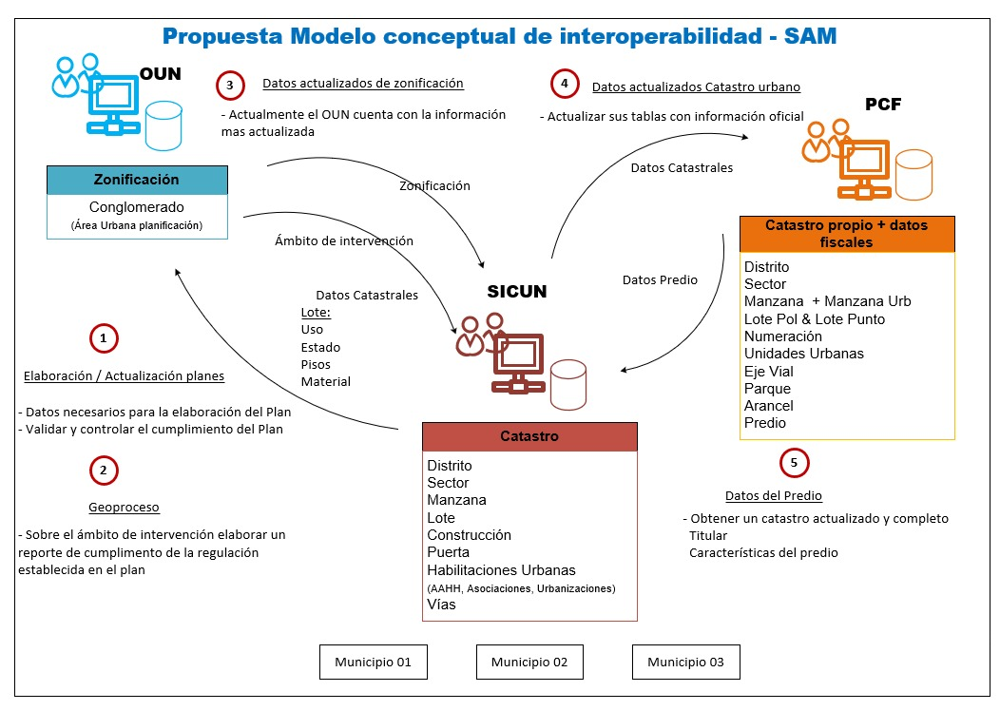 Propuesta Modelo conceptual de interoperabilidad - SAM
OUN
Zonificación
Conglomerado
(Área Urbana planificación)
3
Datos actualizados de zonificación
- Actualmente el OUN cuenta con la información
mas actualizada
4
Datos actualizados Catastro urbano
- Actualizar sus tablas con información oficial
PCF
Catastro propio + datos
fiscales
Distrito
Sector
Manzana + Manzana Urb
Lote Pol & Lote Punto
Numeración
Unidades Urbanas
Eje Vial
Parque
Arancel
Predio
Zonificación
Ámbito de intervención
Datos Catastrales
Datos Predio
Datos Catastrales
Lote:
Uso
Estado
Pisos
Material
SICUN
Catastro
Distrito
Sector
Manzana
Lote
Construcción
Puerta
Habilitaciones Urbanas
(AAHH, Asociaciones, Urbanizaciones)
Vías
1
Elaboración / Actualización planes
- Datos necesarios para la elaboración del Plan
- Validar y controlar el cumplimiento del Plan
2
Geoproceso
- Sobre el ámbito de intervención elaborar un
reporte de cumplimento de la regulación
establecida en el plan
5
Datos del Predio
- Obtener un catastro actualizado y completo
Titular
Características del predio
Municipio 01
Municipio 02
Municipio 03